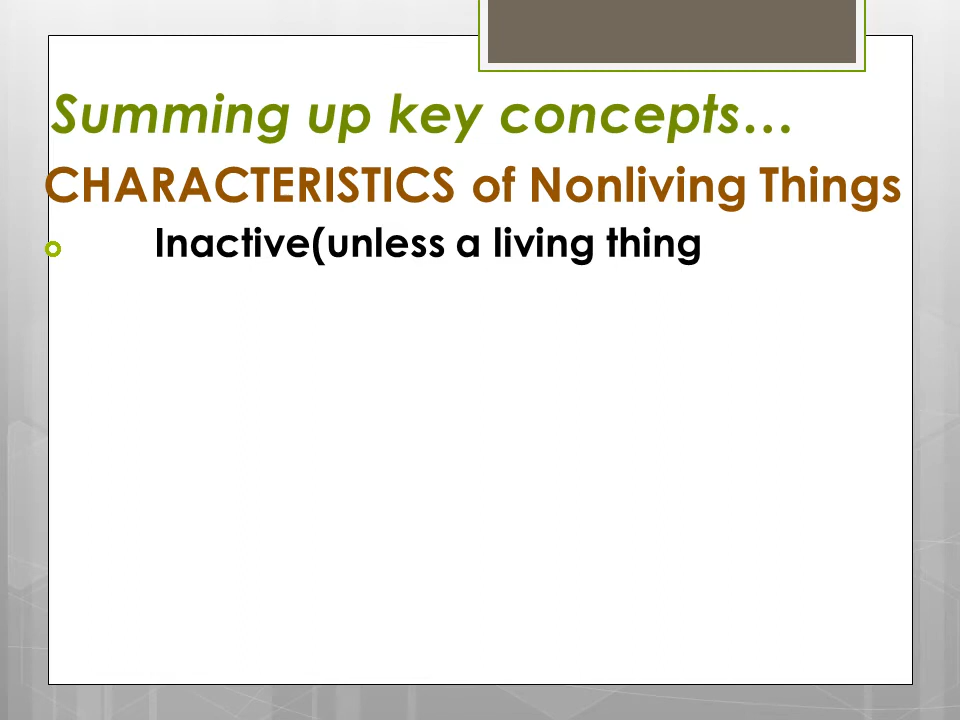 Summing up key concepts…
CHARACTERISTICS of Nonliving Things
Inactive(unless a living thing